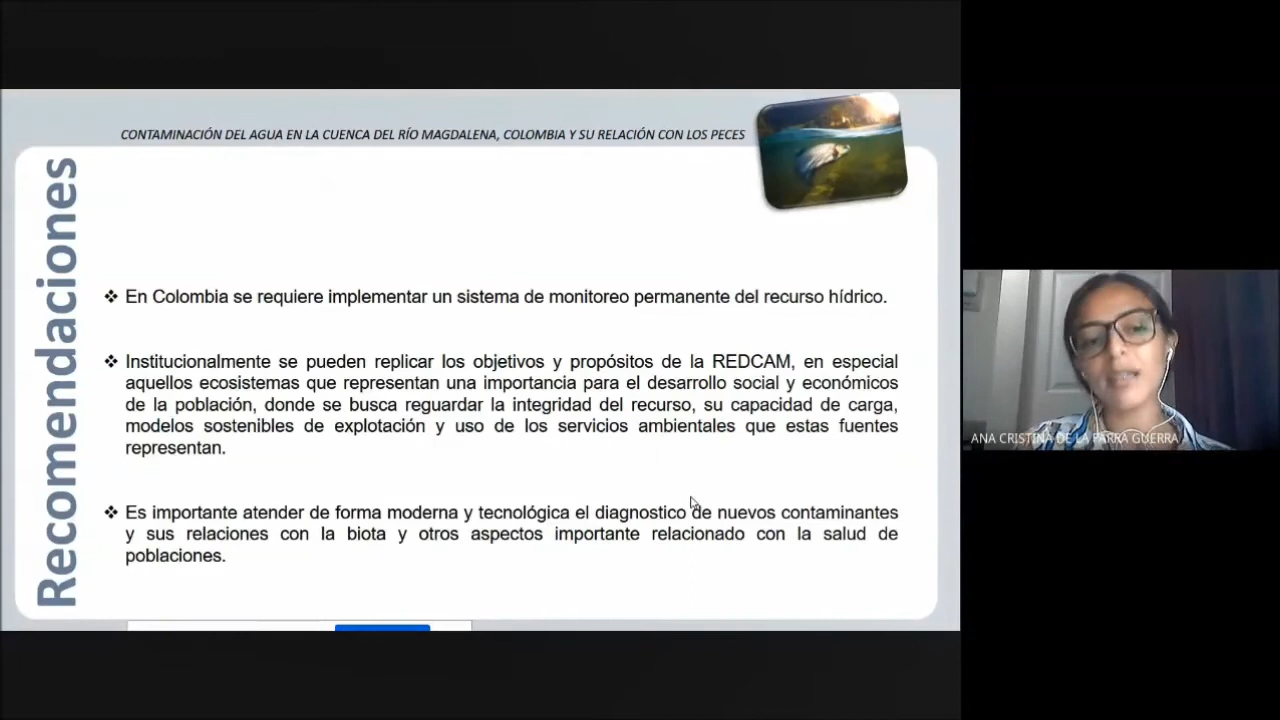 CONTAMINACIÓN DEL AGUA EN LA CUENCA DEL RÍO MAGDALENA, COLOMBIA Y SU RELACIÓN CON LOS PECES
Recomendaciones
❖ En Colombia se requiere implementar un sistema de monitoreo permanente del recurso hídrico.
❖ Institucionalmente se pueden replicar los objetivos y propósitos de la REDCAM, en especial
aquellos ecosistemas que representan una importancia para el desarrollo social y económicos
de la población, donde se busca reguardar la integridad del recurso, su capacidad de carga,
modelos sostenibles de explotación y uso de los servicios ambientales que estas fuentes
representan.
❖ Es importante atender de forma moderna y tecnológica el diagnostico de nuevos contaminantes
y sus relaciones con la biota y otros aspectos importante relacionado con la salud de
poblaciones.
ANA CRISTINA DE LA PARRA GUERRA